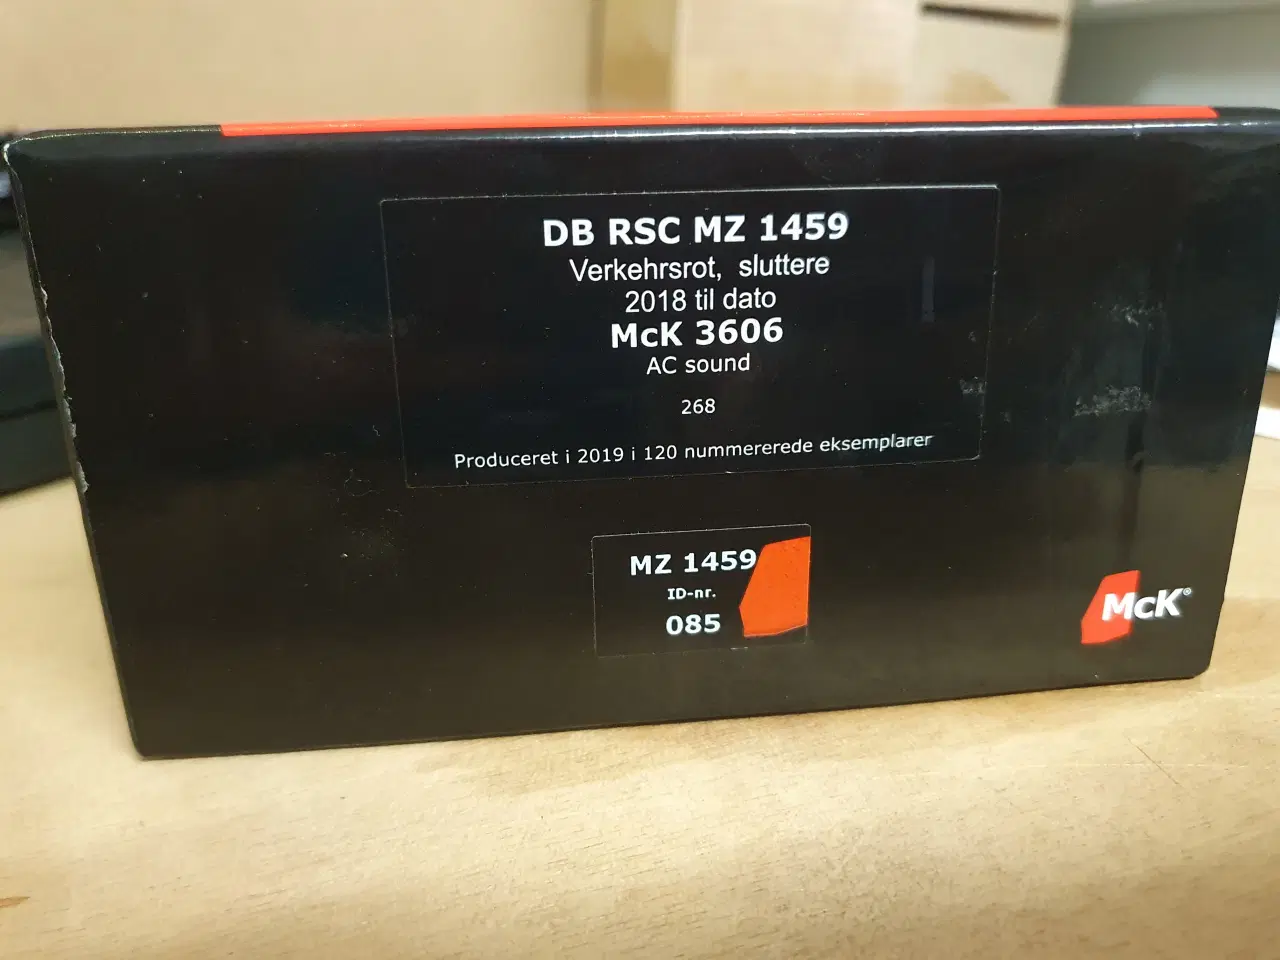 DB RSC MZ 1459
Verkehrsrot, sluttere
2018 til dato
McK 3606
AC sound
268
Produceret i 2019 i 120 nummererede eksemplarer
MZ 1459
ID-nr.
085
McK®